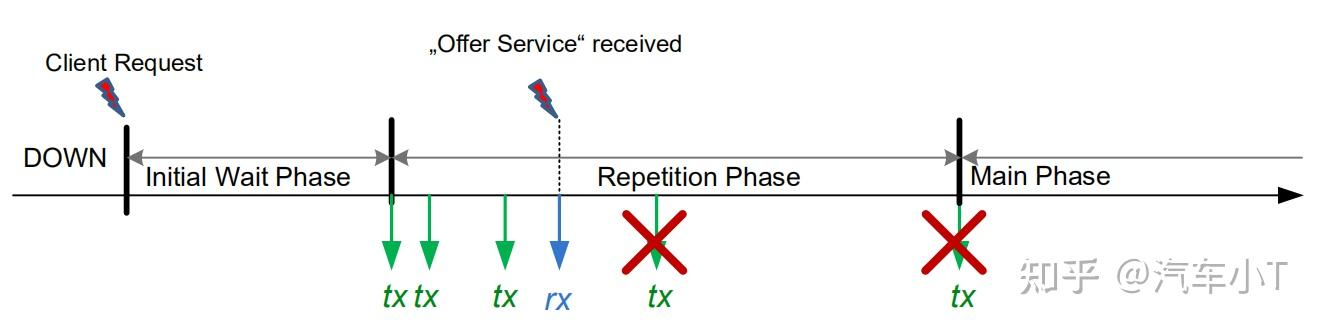 „Offer Service“ received
Client Request
DOWN
Initial Wait Phase
Repetition Phase
Main Phase
tx tx tx rx tx tx
知乎 @汽车小T